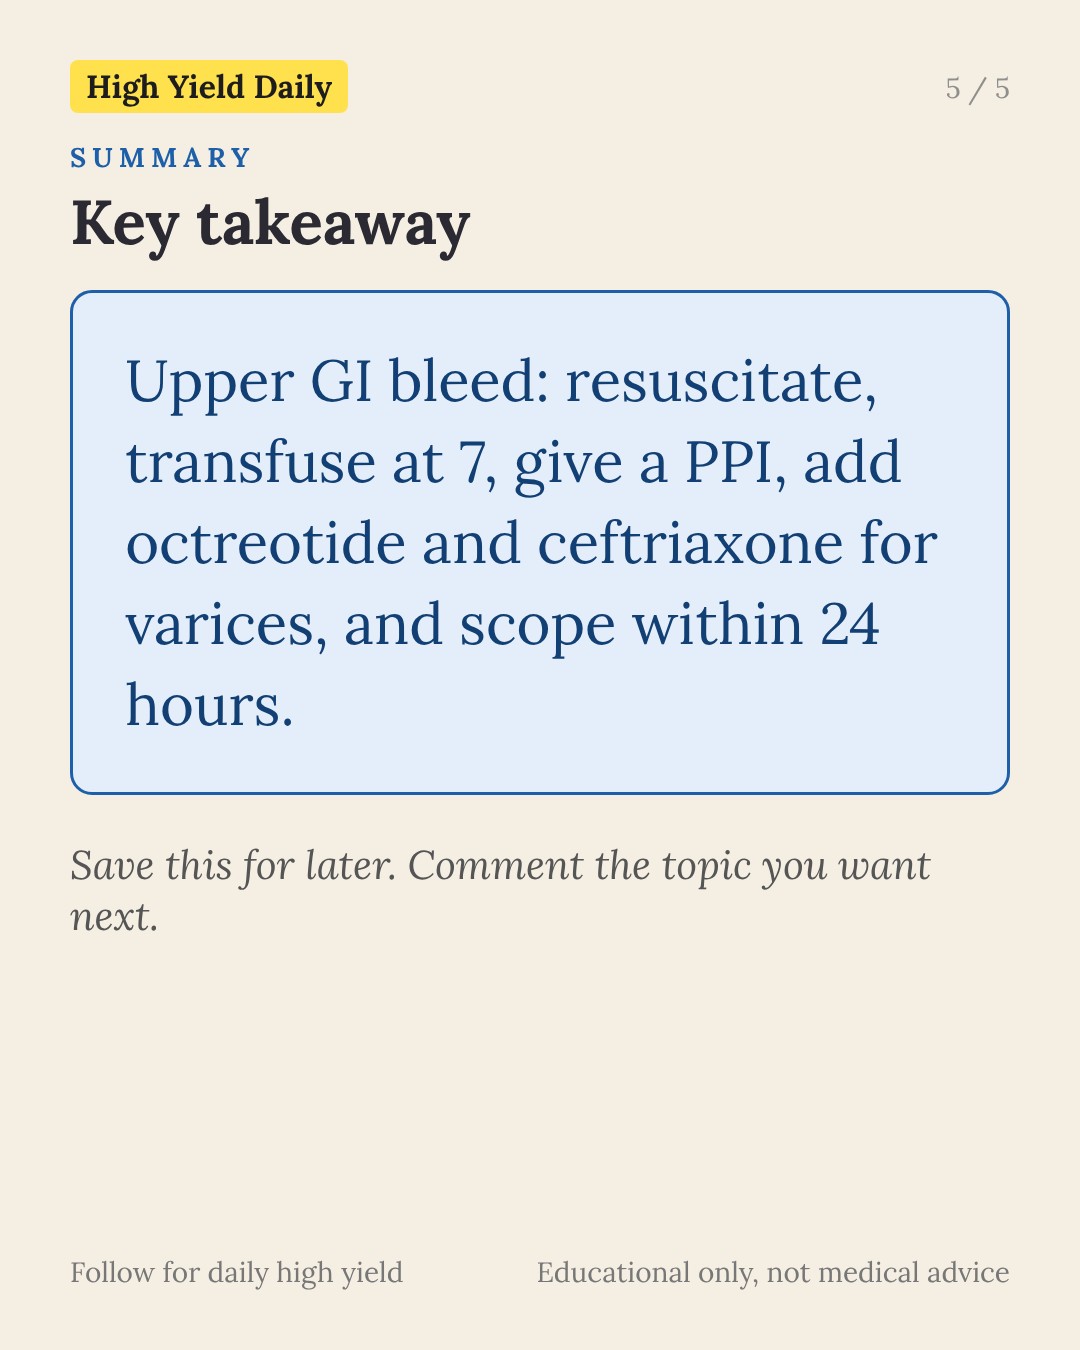 High Yield Daily
5 / 5
SUMMARY
Key takeaway
Upper GI bleed: resuscitate,
transfuse at 7, give a PPI, add
octreotide and ceftriaxone for
varices, and scope within 24
hours.
Save this for later. Comment the topic you want
next.
Follow for daily high yield
Educational only, not medical advice